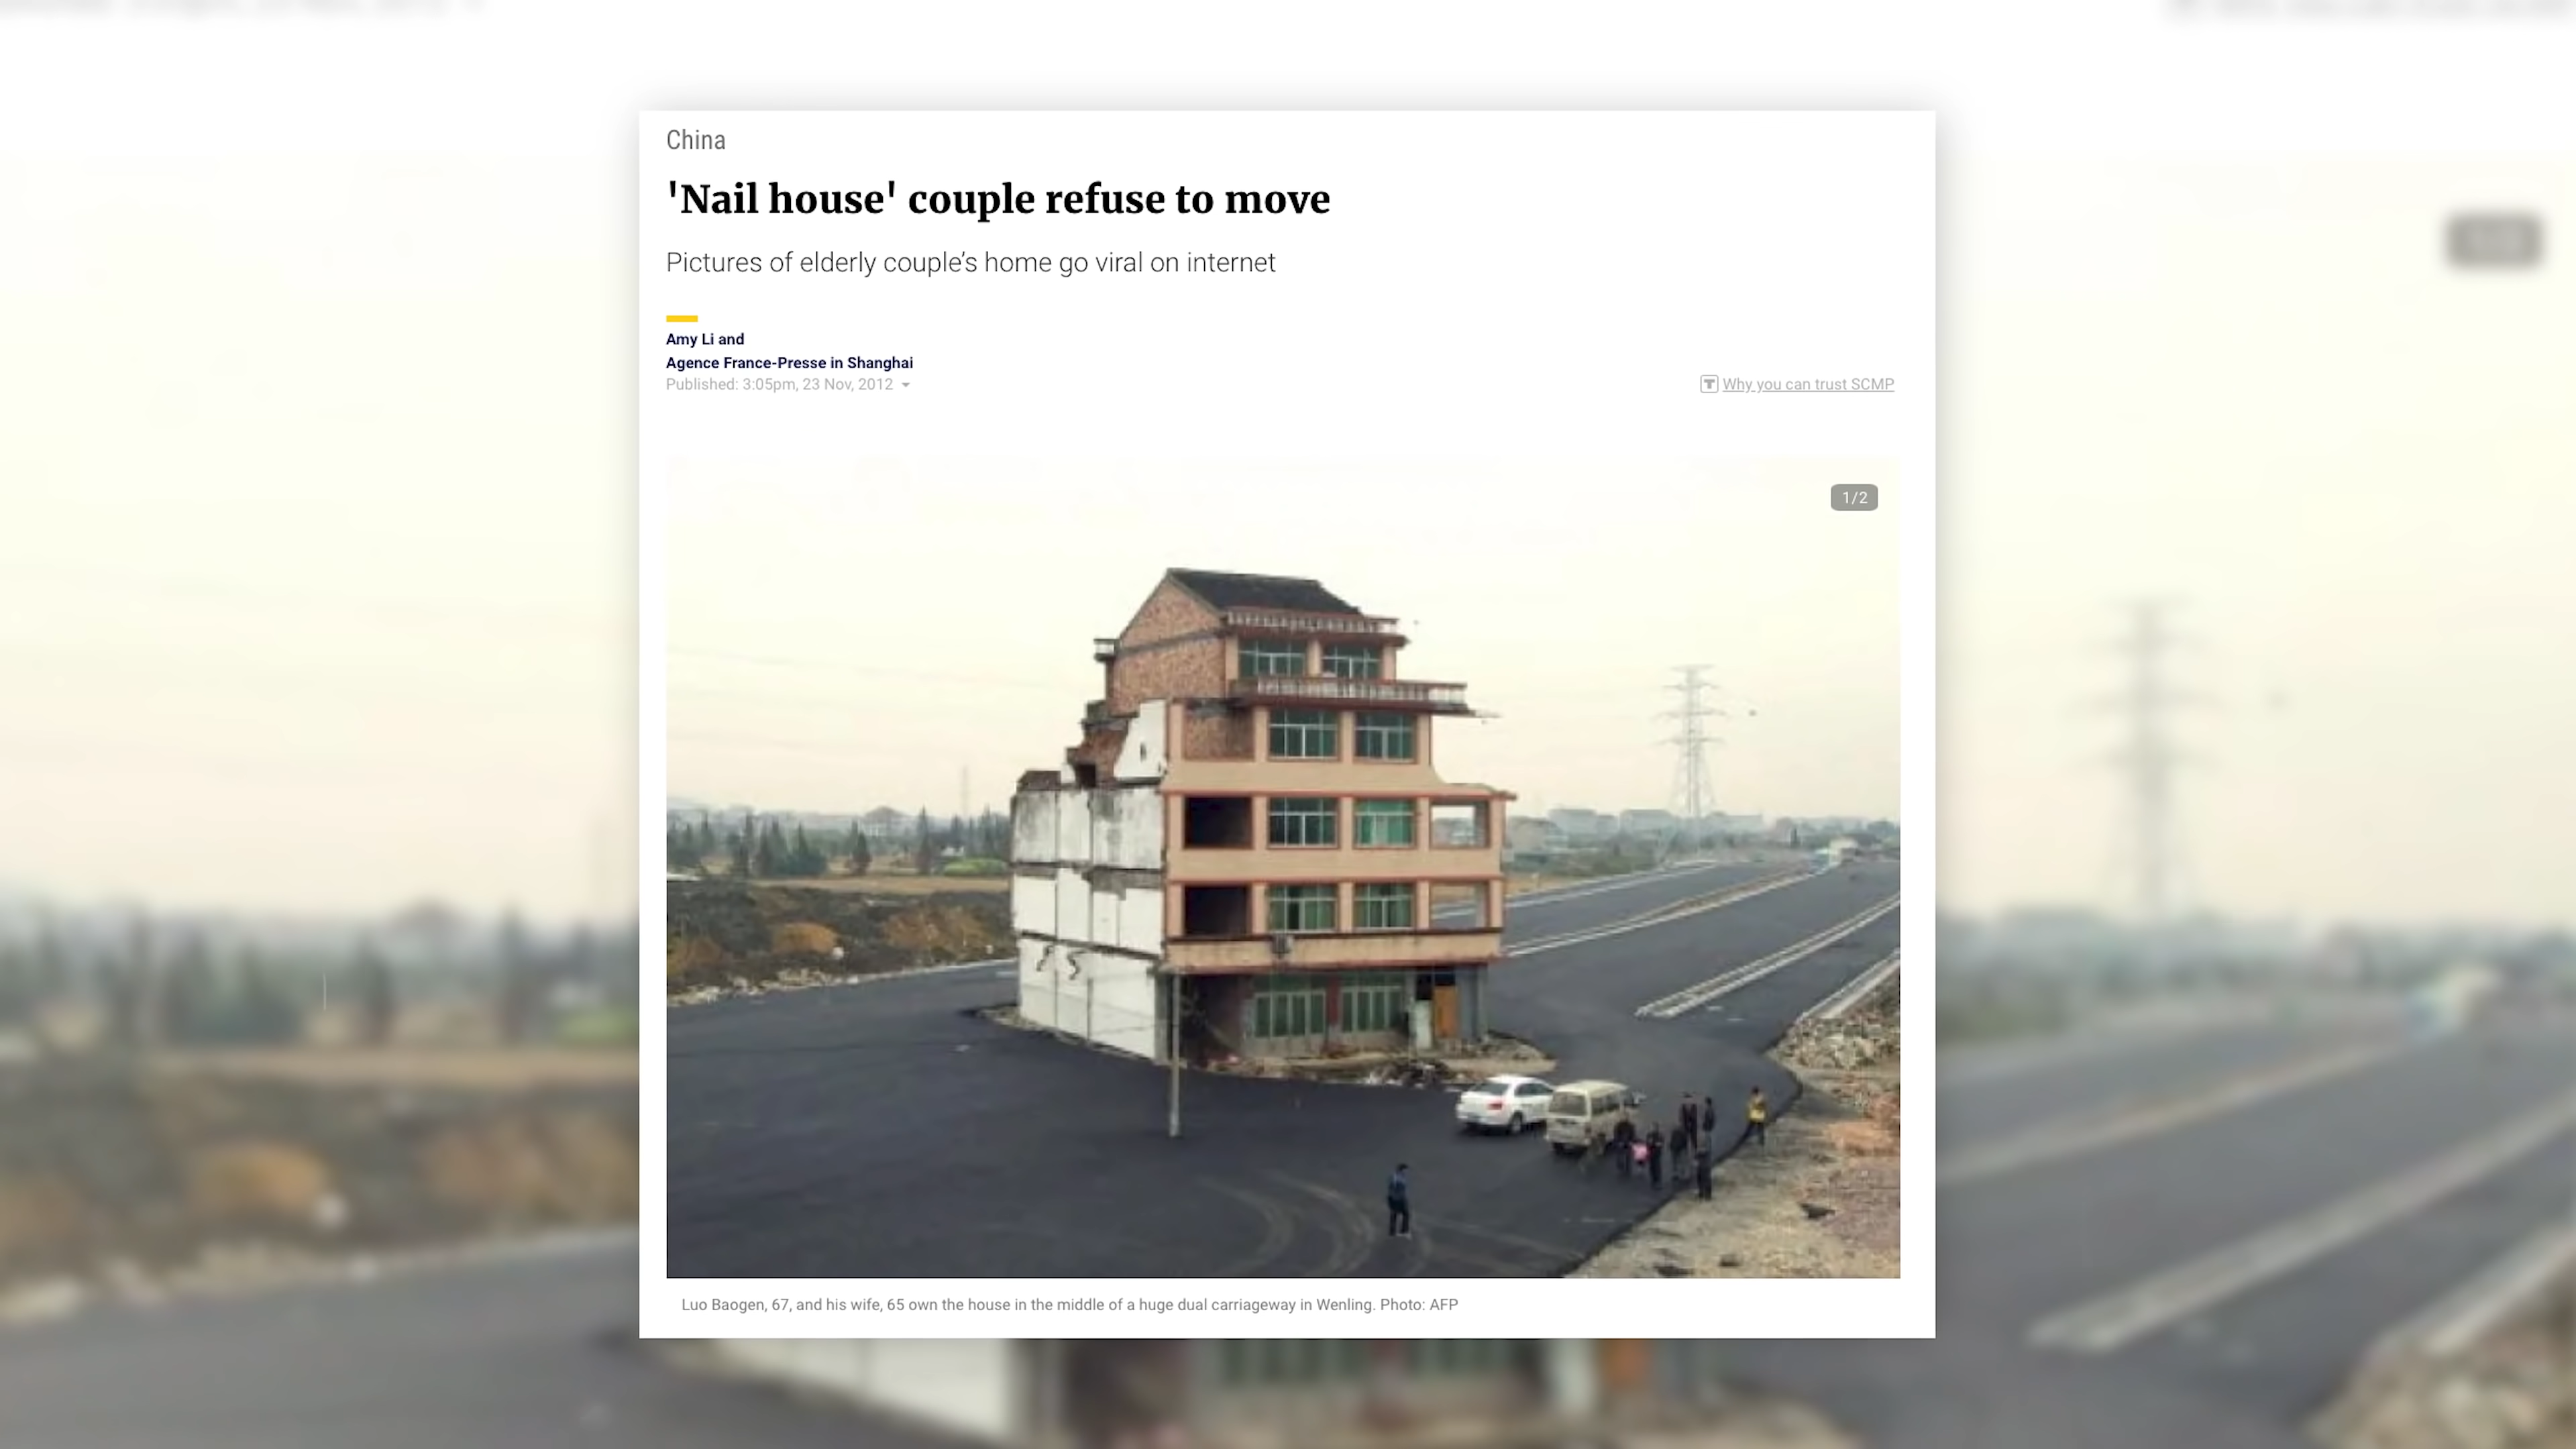 China
'Nail house' couple refuse to move
Pictures of elderly couple’s home go viral on internet
Amy Li and
Agence France-Presse in Shanghai
Published: 3:05pm, 23 Nov, 2012
Why you can trust SCMP
1/2
Luo Baogen, 67, and his wife, 65 own the house in the middle of a huge dual carriageway in Wenling. Photo: AFP